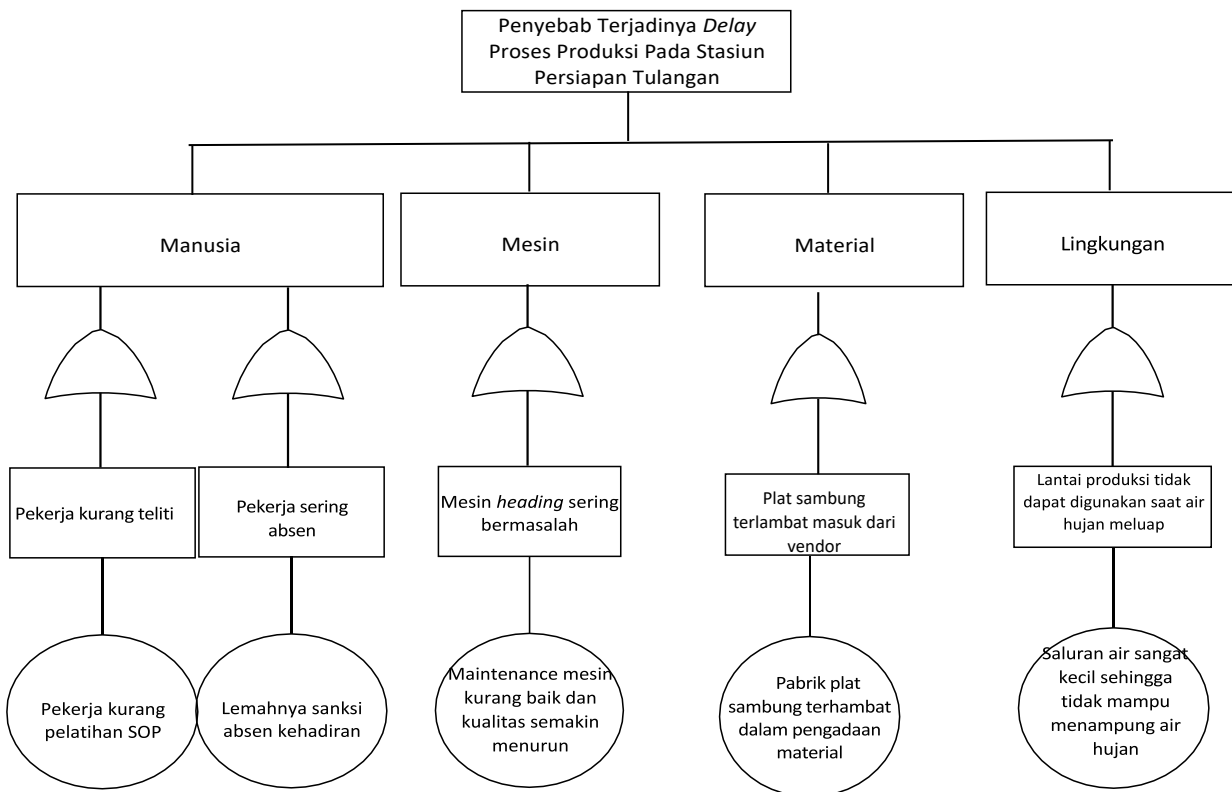 Penyebab Terjadinya Delay
Proses Produksi Pada Stasiun
Persiapan Tulangan
Manusia
Mesin
Material
Lingkungan
Pekerja kurang teliti
Pekerja sering
absen
Mesin heading sering
bermasalah
Plat sambung
terlambat masuk dari
vendor
Lantai produksi tidak
dapat digunakan saat air
hujan meluap
Pekerja kurang
pelatihan SOP
Lemahnya sanksi
absen kehadiran
Maintenance mesin
kurang baik dan
kualitas semakin
menurun
Pabrik plat
sambung terhambat
dalam pengadaan
material
Saluran air sangat
kecil sehingga
tidak mampu
menampung air
hujan